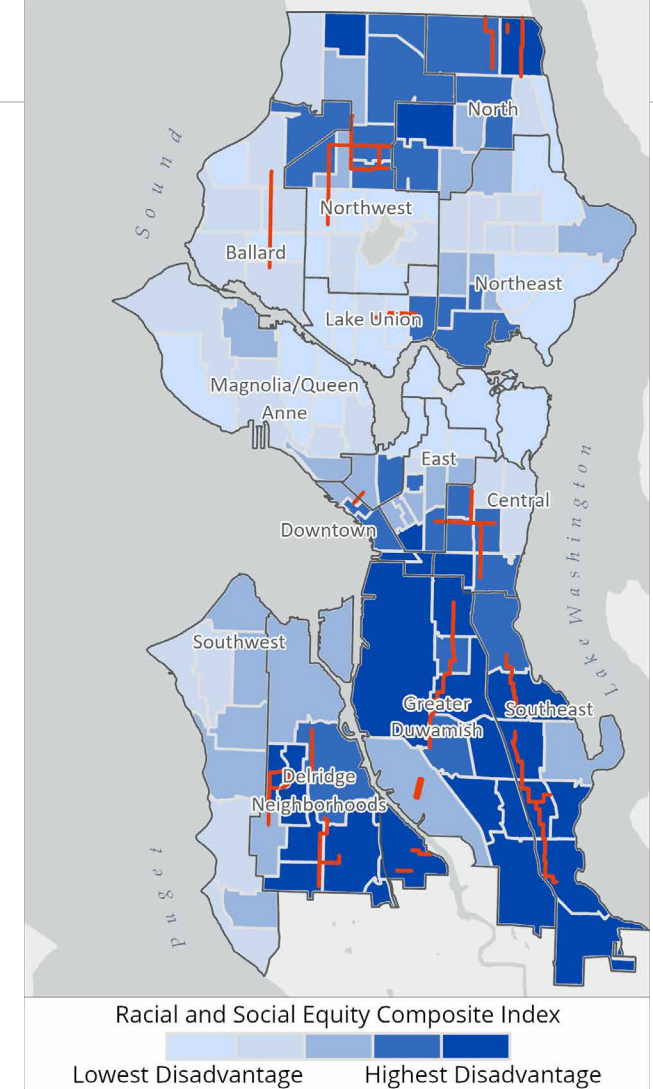 North
Sound
Northwest
Ballard
Northeast
Lake Union
Magnolia/Queen
Anne
East
Central
Downtown
Lake Washington
Southwest
Greater
Duwamish
Southeast
Delridge
Neighborhoods
Puget
Racial and Social Equity Composite Index
Lowest Disadvantage
Highest Disadvantage